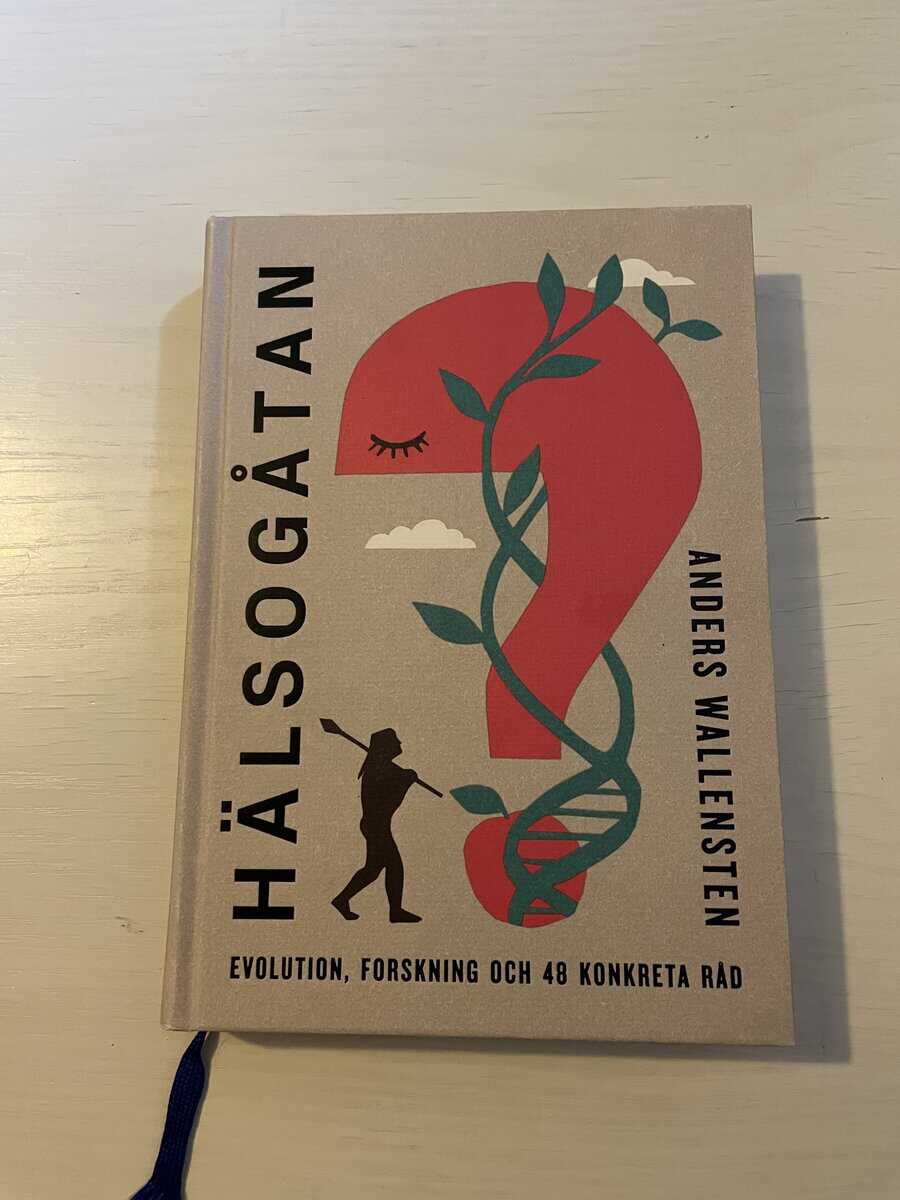 HÄLSOGÅTAN
ANDERS WALLENSTEN
EVOLUTION, FORSKNING OCH 48 KONKRETA RÅD